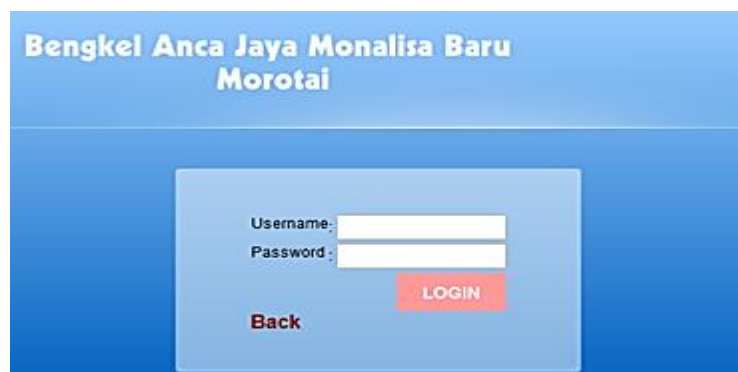 Bengkel Anca Jaya Monalisa Baru
Morotai
Username:
Password :
LOGIN
Back